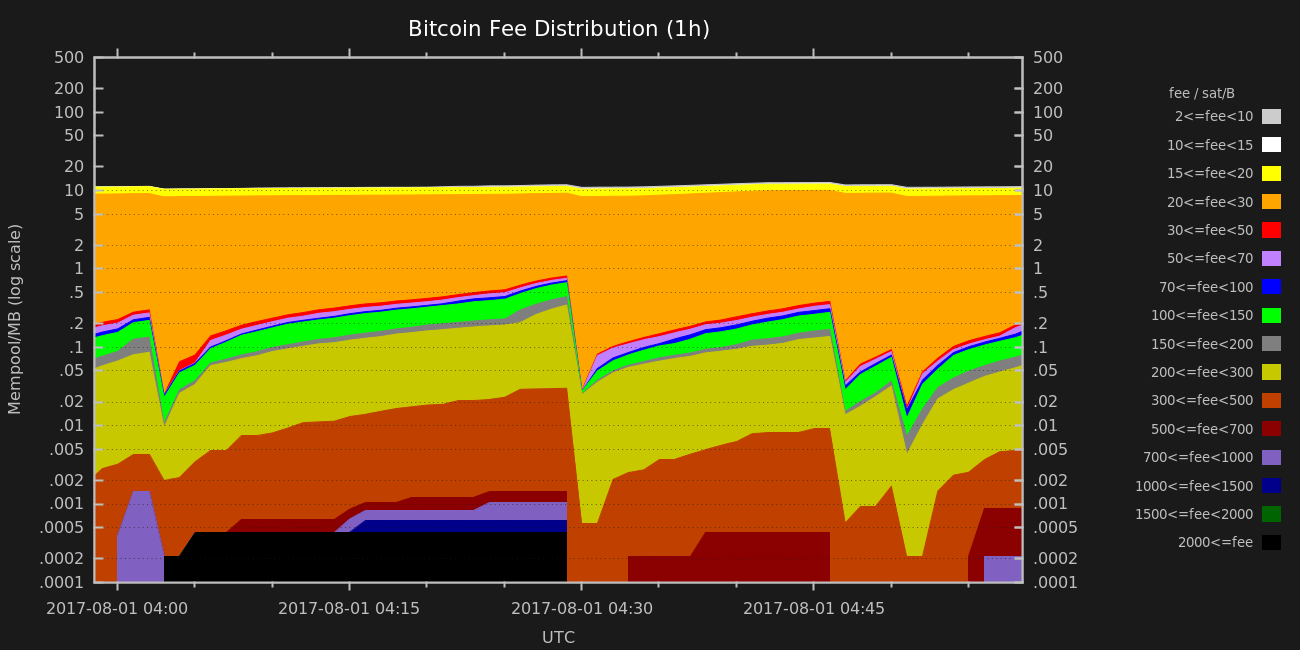 Bitcoin Fee Distribution (1h)
Mempool/MB (log scale)
500
200
100
50
20
10
5
2
1
.5
.2
.1
.05
.02
.01
.005
.002
.001
.0005
.0002
.0001
500
200
100
50
20
10
5
2
1
.5
.2
.1
.05
.02
.01
.005
.002
.001
.0005
.0002
.0001
2017-08-01 04:00
2017-08-01 04:15
2017-08-01 04:30
2017-08-01 04:45
UTC
fee / sat/B
2<=fee<10
10<=fee<15
15<=fee<20
20<=fee<30
30<=fee<50
50<=fee<70
70<=fee<100
100<=fee<150
150<=fee<200
200<=fee<300
300<=fee<500
500<=fee<700
700<=fee<1000
1000<=fee<1500
1500<=fee<2000
2000<=fee